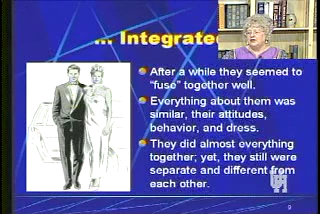 ... Integrate
After a while they seemed to
"fuse" together well.
Everything about them was
similar, their attitudes,
behavior, and dress.
They did almost everything
together; yet, they still were
separate and different from
each other.
9